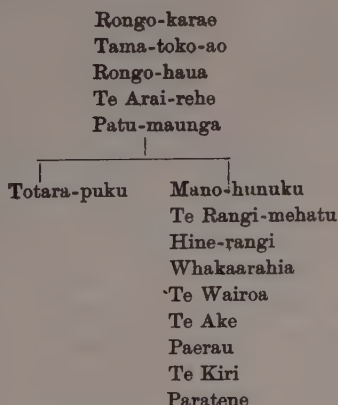 Rongo-karae
Tama-toko-ao
Rongo-haua
Te Arai-rehe
Patu-maunga
Totara-puku Mano-hunuku
Te Rangi-mehatu
Hine-rangi
Whakaarahia
Te Wairoa
Te Ake
Paerau
Te Kiri
Paratene